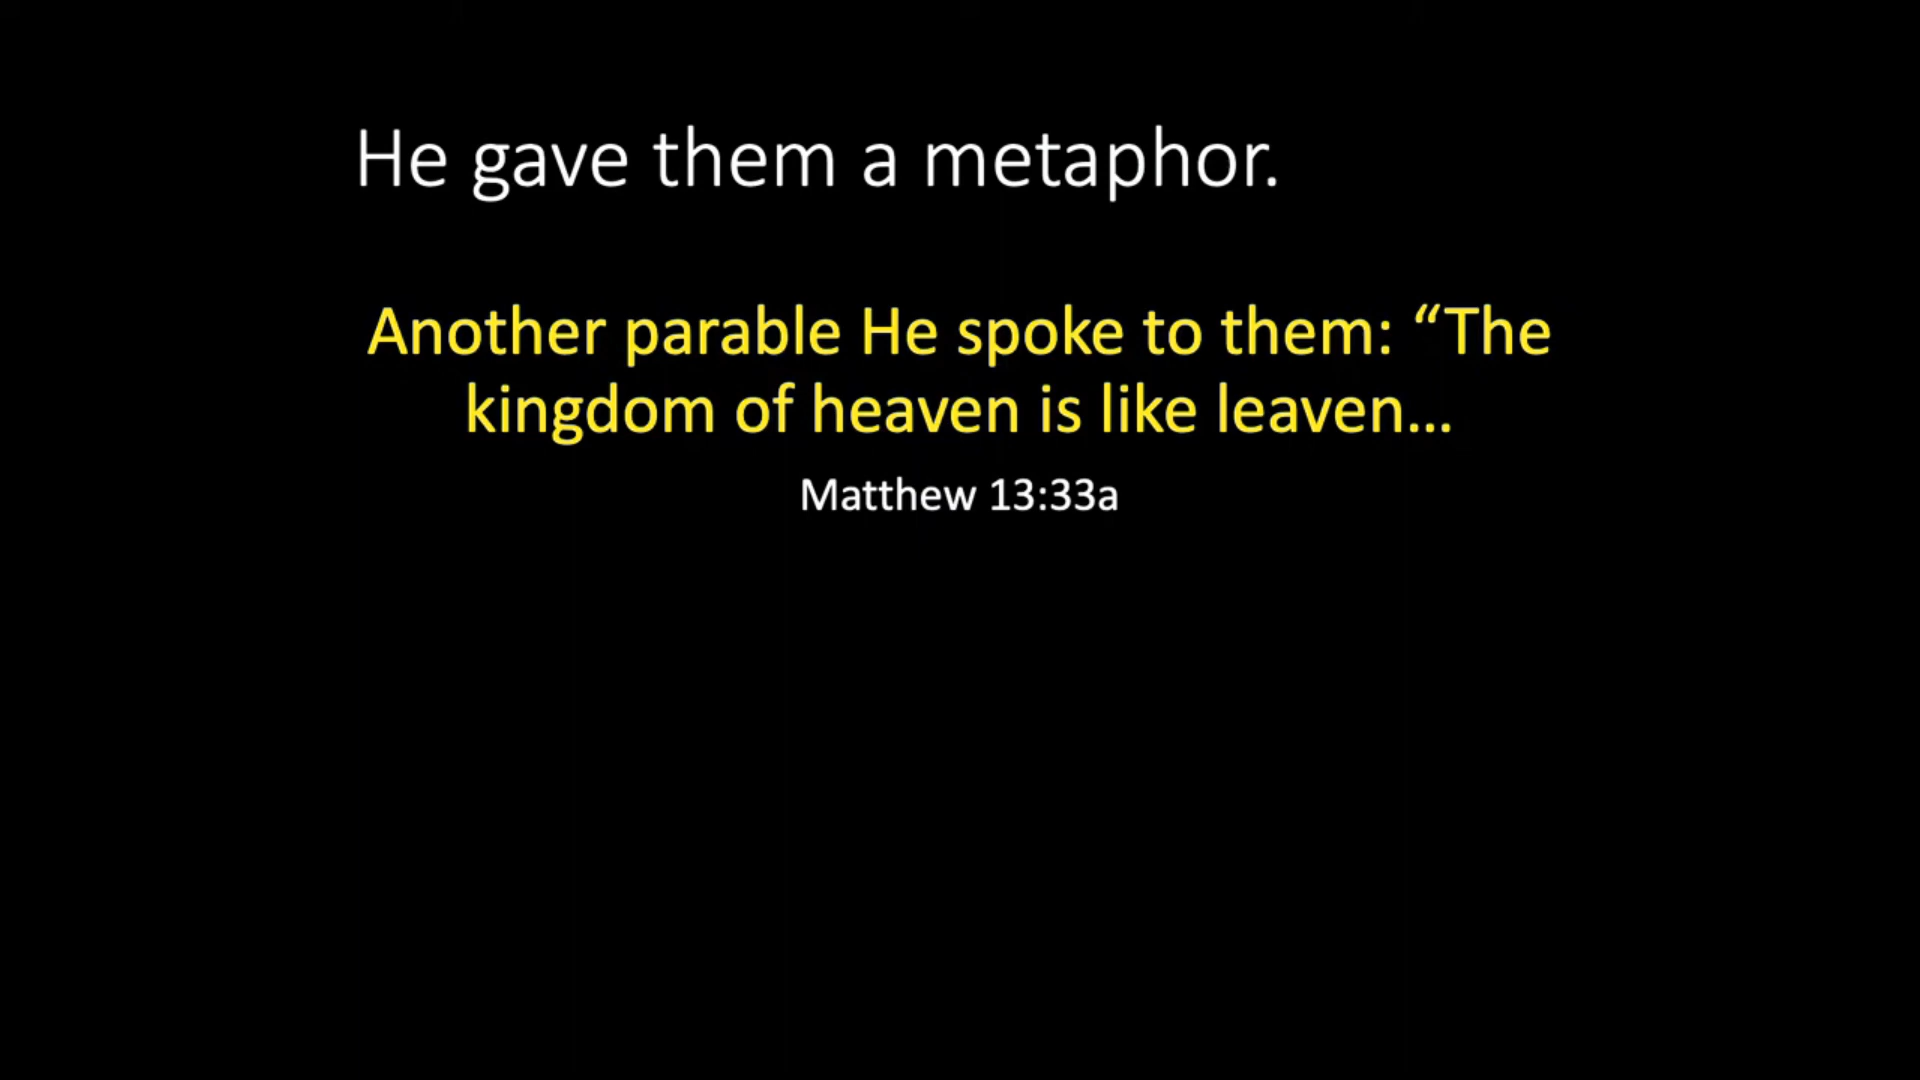 He gave them a metaphor.
Another parable He spoke to them: “The
kingdom of heaven is like leaven…
Matthew 13:33a